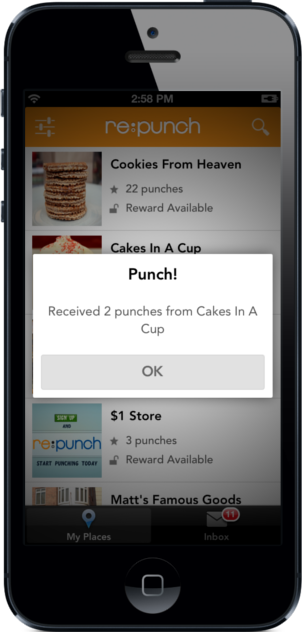 2:58 PM
re:punch
Cookies From Heaven
22 punches
Reward Available
Cakes In A Cup
Punch!
Received 2 punches from Cakes In A
Cup
OK
$1 Store
SIGN UP
AND
re:punch
START PUNCHING TODAY
3 punches
Reward Available
Matt's Famous Goods
My Places
11
Inbox